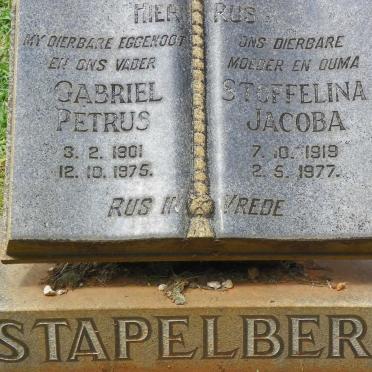 HIER RUS
MY DIERBARE EGGENOOT
EN ONS VADER
GABRIEL
PETRUS
3. 2. 1901
12. 10. 1975.
ONS DIERBARE
MOEDER EN OUMA
STOFFELINA
JACOBA
7. 10. 1919
2. 5. 1977.
RUS IN VREDE
STAPELBER